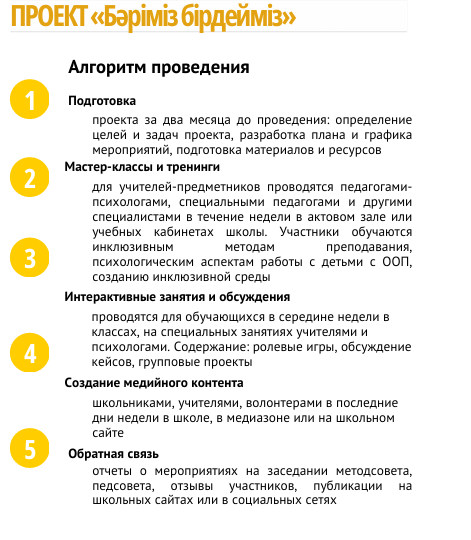 ПРОЕКТ «Бәріміз бірдейміз»
Алгоритм проведения
1
Подготовка
проекта за два месяца до проведения: определение
целей и задач проекта, разработка плана и графика
мероприятий, подготовка материалов и ресурсов
2
Мастер-классы и тренинги
для учителей-предметников проводятся педагогами-
психологами, специальными педагогами и другими
специалистами в течение недели в актовом зале или
учебных кабинетах школы. Участники обучаются
инклюзивным методам преподавания,
психологическим аспектам работы с детьми с ООП,
созданию инклюзивной среды
3
Интерактивные занятия и обсуждения
проводятся для обучающихся в середине недели в
классах, на специальных занятиях учителями и
психологами. Содержание: ролевые игры, обсуждение
кейсов, групповые проекты
4
Создание медийного контента
школьниками, учителями, волонтерами в последние
дни недели в школе, в медиазоне или на школьном
сайте
5
Обратная связь
отчеты о мероприятиях на заседании методсовета,
педсовета, отзывы участников, публикации на
школьных сайтах или в социальных сетях